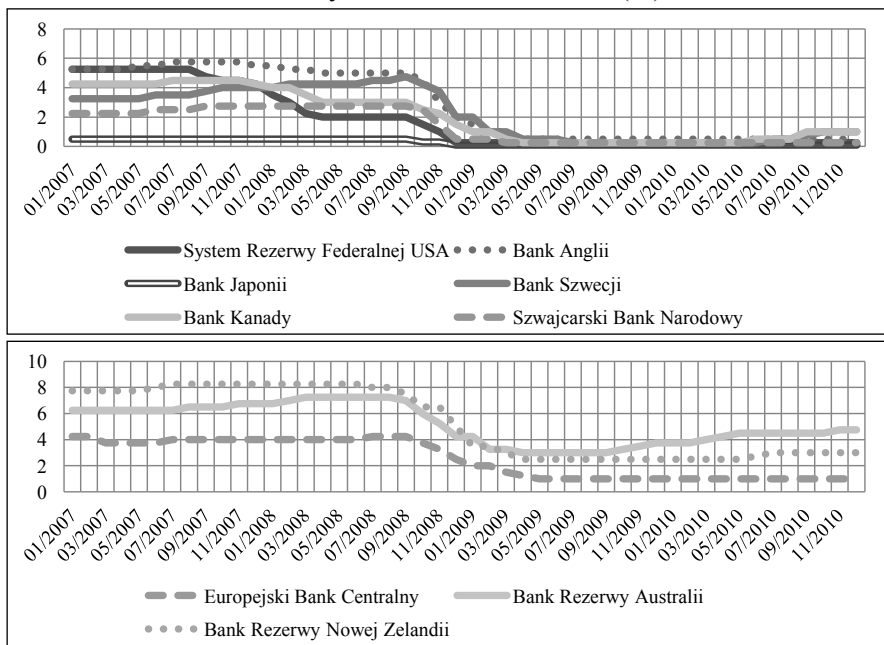 8
6
4
2
0
01/2007 03/2007 05/2007 07/2007 09/2007 11/2007 01/2008 03/2008 05/2008 07/2008 09/2008 11/2008 01/2009 03/2009 05/2009 07/2009 09/2009 11/2009 01/2010 03/2010 05/2010 07/2010 09/2010 11/2010
System Rezerwy Federalnej USA Bank Anglii
Bank Japonii Bank Szwecji
Bank Kanady Szwajcarski Bank Narodowy
10
8
6
4
2
0
01/2007 03/2007 05/2007 07/2007 09/2007 11/2007 01/2008 03/2008 05/2008 07/2008 09/2008 11/2008 01/2009 03/2009 05/2009 07/2009 09/2009 11/2009 01/2010 03/2010 05/2010 07/2010 09/2010 11/2010
Europejski Bank Centralny Bank Rezerwy Australii
Bank Rezerwy Nowej Zelandii